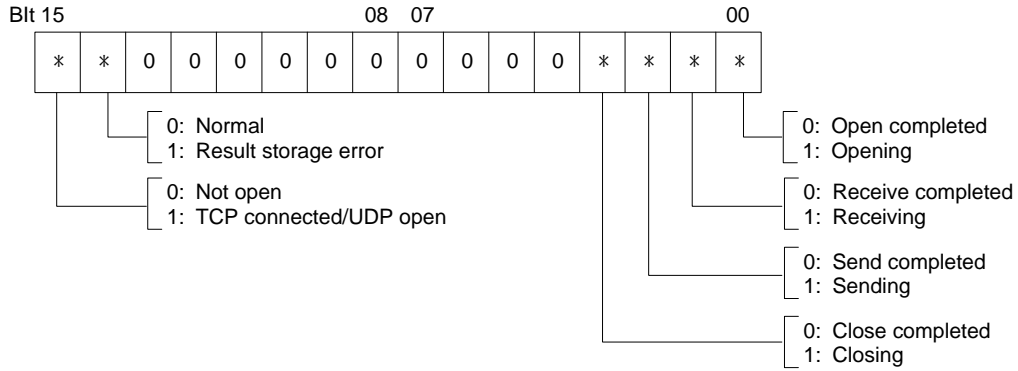 BIt 15 08 07 00
* * 0 0 0 0 0 0 0 0 0 0 * * * *
0: Normal
1: Result storage error
0: Not open
1: TCP connected/UDP open
0: Open completed
1: Opening
0: Receive completed
1: Receiving
0: Send completed
1: Sending
0: Close completed
1: Closing